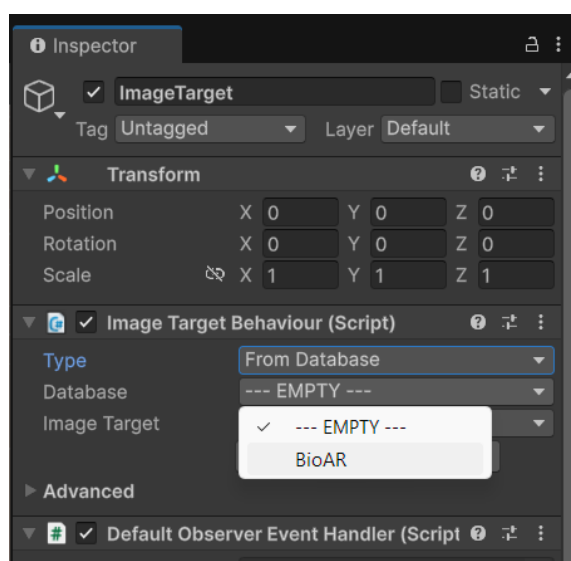 Inspector
ImageTarget Static
Tag Untagged Layer Default
Transform
Position X 0 Y 0 Z 0
Rotation X 0 Y 0 Z 0
Scale X 1 Y 1 Z 1
Image Target Behaviour (Script)
Type From Database
Database --- EMPTY ---
Image Target
--- EMPTY ---
BioAR
Advanced
# Default Observer Event Handler (Script